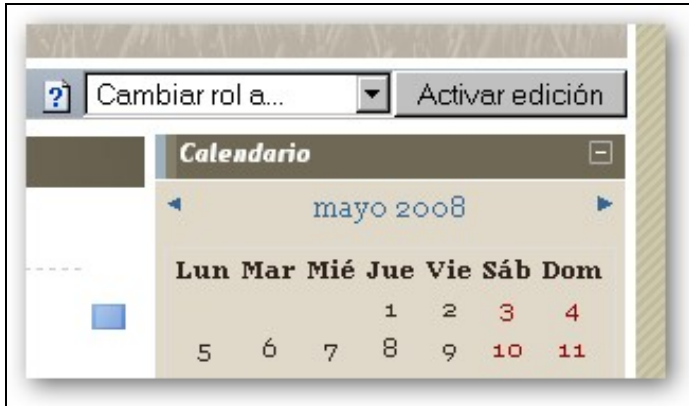 ? Cambiar rol a... Activar edición
Calendario
mayo 2008
Lun Mar Mié Jue Vie Sáb Dom
1 2 3 4
5 6 7 8 9 10 11